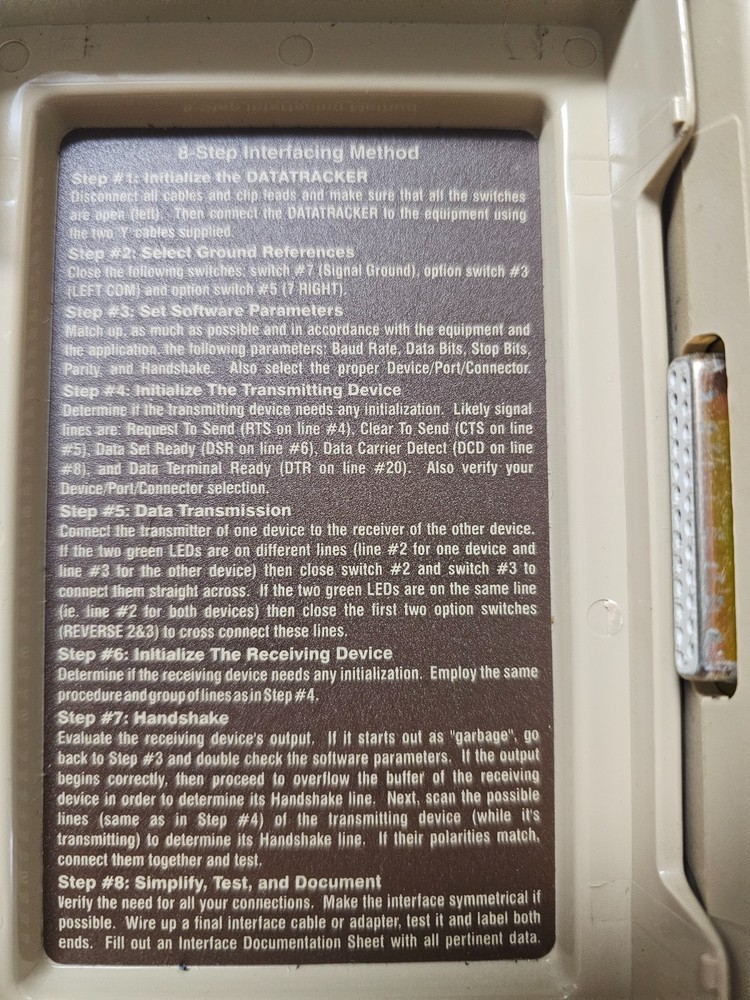 8-Step Interfacing Method
Step #1: Initialize the DATATRACKER
Disconnect all cables and clip leads and make sure that all the switches
are open (left). Then connect the DATATRACKER to the equipment using
the two 'Y' cables supplied.
Step #2: Select Ground References
Close the following switches: switch #7 (Signal Ground), option switch #3
(LEFT COM) and option switch #5 (7 RIGHT).
Step #3: Set Software Parameters
Match up, as much as possible and in accordance with the equipment and
the application, the following parameters: Baud Rate, Data Bits, Stop Bits,
Parity, and Handshake. Also select the proper Device/Port/Connector.
Step #4: Initialize The Transmitting Device
Determine if the transmitting device needs any initialization. Likely signal
lines are: Request To Send (RTS on line #4), Clear To Send (CTS on line
#5), Data Set Ready (DSR on line #6), Data Carrier Detect (DCD on line
#8), and Data Terminal Ready (DTR on line #20). Also verify your
Device/Port/Connector selection.
Step #5: Data Transmission
Connect the transmitter of one device to the receiver of the other device.
If the two green LEDs are on different lines (line #2 for one device and
line #3 for the other device) then close switch #2 and switch #3 to
connect them straight across. If the two green LEDs are on the same line
(ie. line #2 for both devices) then close the first two option switches
(REVERSE 2&3) to cross connect these lines.
Step #6: Initialize The Receiving Device
Determine if the receiving device needs any initialization. Employ the same
procedure and group of lines as in Step #4.
Step #7: Handshake
Evaluate the receiving device's output. If it starts out as "garbage", go
back to Step #3 and double check the software parameters. If the output
begins correctly, then proceed to overflow the buffer of the receiving
device in order to determine its Handshake line. Next, scan the possible
lines (same as in Step #4) of the transmitting device (while it's
transmitting) to determine its Handshake line. If their polarities match,
connect them together and test.
Step #8: Simplify, Test, and Document
Verify the need for all your connections. Make the interface symmetrical if
possible. Wire up a final interface cable or adapter, test it and label both
ends. Fill out an Interface Documentation Sheet with all pertinent data.